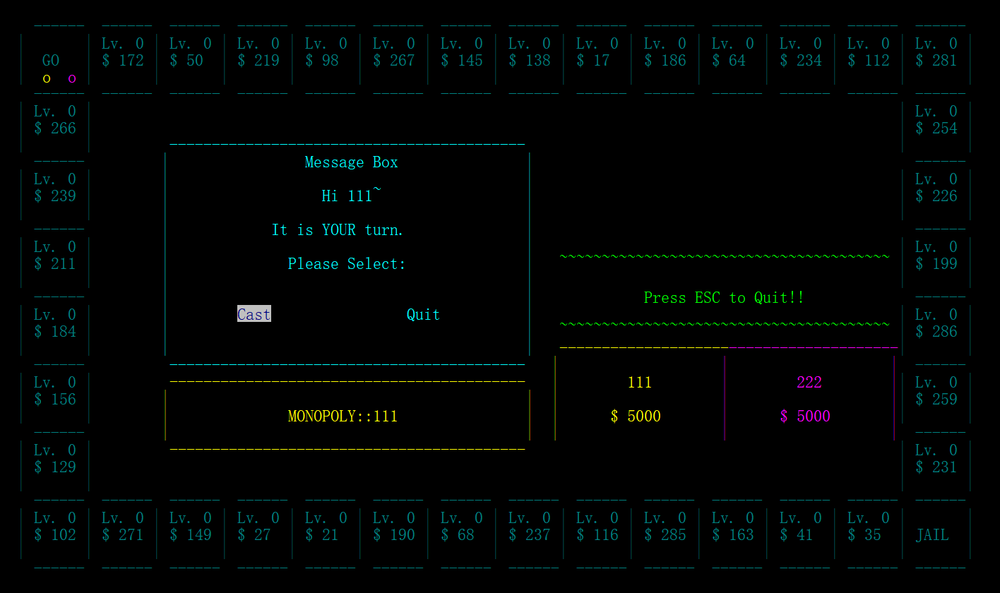 Lv. 0 Lv. 0 Lv. 0 Lv. 0 Lv. 0 Lv. 0 Lv. 0 Lv. 0 Lv. 0 Lv. 0 Lv. 0 Lv. 0 Lv. 0
GO $ 172 $ 50 $ 219 $ 98 $ 267 $ 145 $ 138 $ 17 $ 186 $ 64 $ 234 $ 112 $ 281
o o
Lv. 0 Lv. 0
$ 266 $ 254
Message Box
Lv. 0 Lv. 0
$ 239 Hi 111~ $ 226
It is YOUR turn.
Lv. 0 Lv. 0
$ 211 Please Select: $ 199
Press ESC to Quit!!
Lv. 0 Cast Quit Lv. 0
$ 184 $ 286
Lv. 0 111 222 Lv. 0
$ 156 $ 259
MONOPOLY::111 $ 5000 $ 5000
Lv. 0 Lv. 0
$ 129 $ 231
Lv. 0 Lv. 0 Lv. 0 Lv. 0 Lv. 0 Lv. 0 Lv. 0 Lv. 0 Lv. 0 Lv. 0 Lv. 0 Lv. 0 Lv. 0
$ 102 $ 271 $ 149 $ 27 $ 21 $ 190 $ 68 $ 237 $ 116 $ 285 $ 163 $ 41 $ 35 JAIL